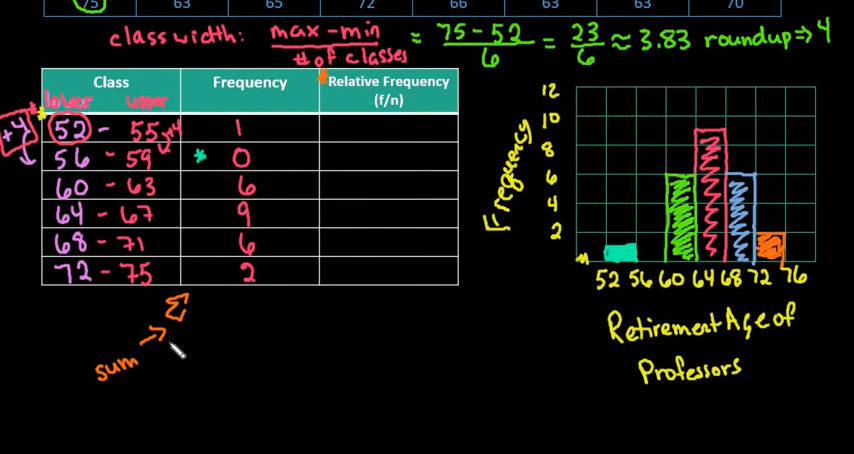 75 63 65 72 66 63 63 70
class width: max - min / # of classes = 75 - 52 / 6 = 23 / 6 ≈ 3.83 round up ⇒ 4
Class Frequency *Relative Frequency
(f/n)
* lower upper
+4 52 - 55 +4 1
56 - 59 * 0
60 - 63 6
64 - 67 9
68 - 71 6
72 - 75 2
Σ
sum →
Frequency
12
10
8
6
4
2
52 56 60 64 68 72 76
Retirement Age of
Professors